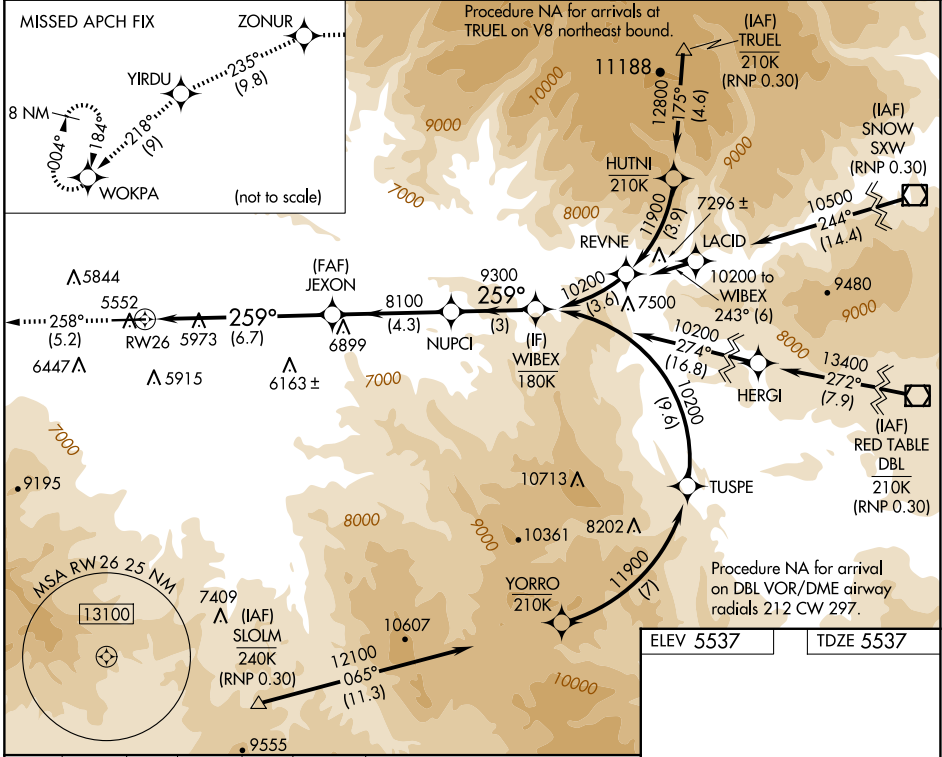 MISSED APCH FIX
ZONUR
YIRDU
235°
(9.8)
218°
(9)
8 NM
004°
184°
WOKPA
(not to scale)
Procedure NA for arrivals at
TRUEL on V8 northeast bound.
(IAF)
TRUEL
210K
(RNP 0.30)
11188
12800
175°
(4.6)
10000
9000
9000
7000
8000
HUTNI
210K
11900
(3.9)
7296 ±
(IAF)
SNOW
SXW
(RNP 0.30)
10500
244°
(14.4)
REVNE
LACID
10200
(3.6)
10200 to
WIBEX
243° (6)
7500
9480
9000
8000
5844
5552
258°
(5.2)
RW26
5973
259°
(6.7)
(FAF)
JEXON
6899
8100
(4.3)
NUPCI
9300
259°
(3)
(IF)
WIBEX
180K
6447
5915
6163 ±
7000
10200
274°
(16.8)
HERGI
13400
272°
(7.9)
(IAF)
RED TABLE
DBL
210K
(RNP 0.30)
10200
(9.6)
7000
9195
10713
TUSPE
8000
9000
10361
8202
11900
(7)
YORRO
210K
Procedure NA for arrival
on DBL VOR/DME airway
radials 212 CW 297.
MSA RW26 25 NM
13100
7409
(IAF)
SLOLM
240K
(RNP 0.30)
10607
12100
065°
(11.3)
10000
9555
ELEV 5537
TDZE 5537